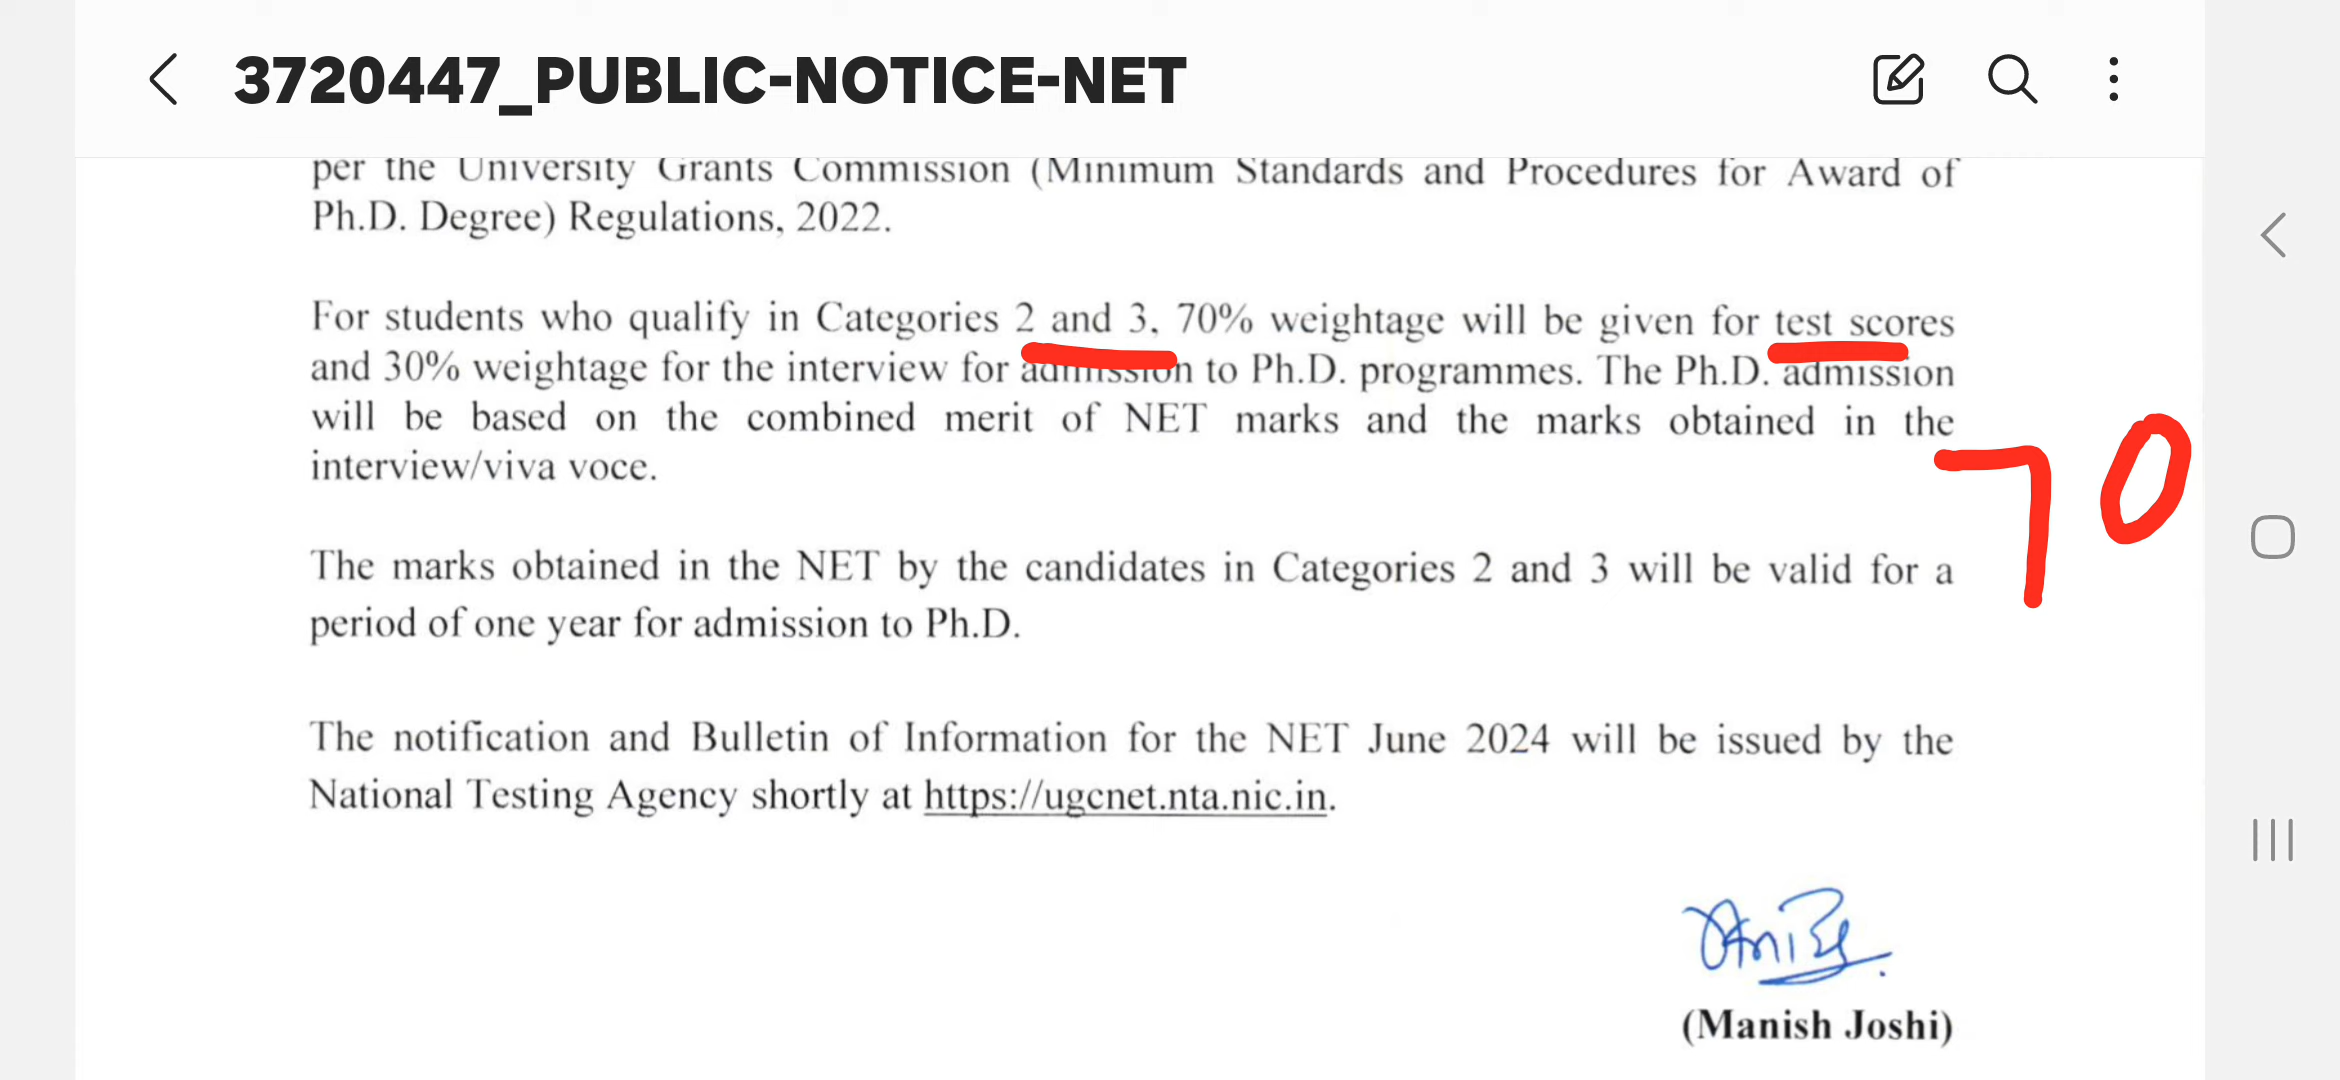 3720447_PUBLIC-NOTICE-NET
per the University Grants Commission (Minimum Standards and Procedures for Award of
Ph.D. Degree) Regulations, 2022.
For students who qualify in Categories 2 and 3, 70% weightage will be given for test scores
and 30% weightage for the interview for admission to Ph.D. programmes. The Ph.D. admission
will be based on the combined merit of NET marks and the marks obtained in the
interview/viva voce.
70
The marks obtained in the NET by the candidates in Categories 2 and 3 will be valid for a
period of one year for admission to Ph.D.
The notification and Bulletin of Information for the NET June 2024 will be issued by the
National Testing Agency shortly at https://ugcnet.nta.nic.in.
(Manish Joshi)